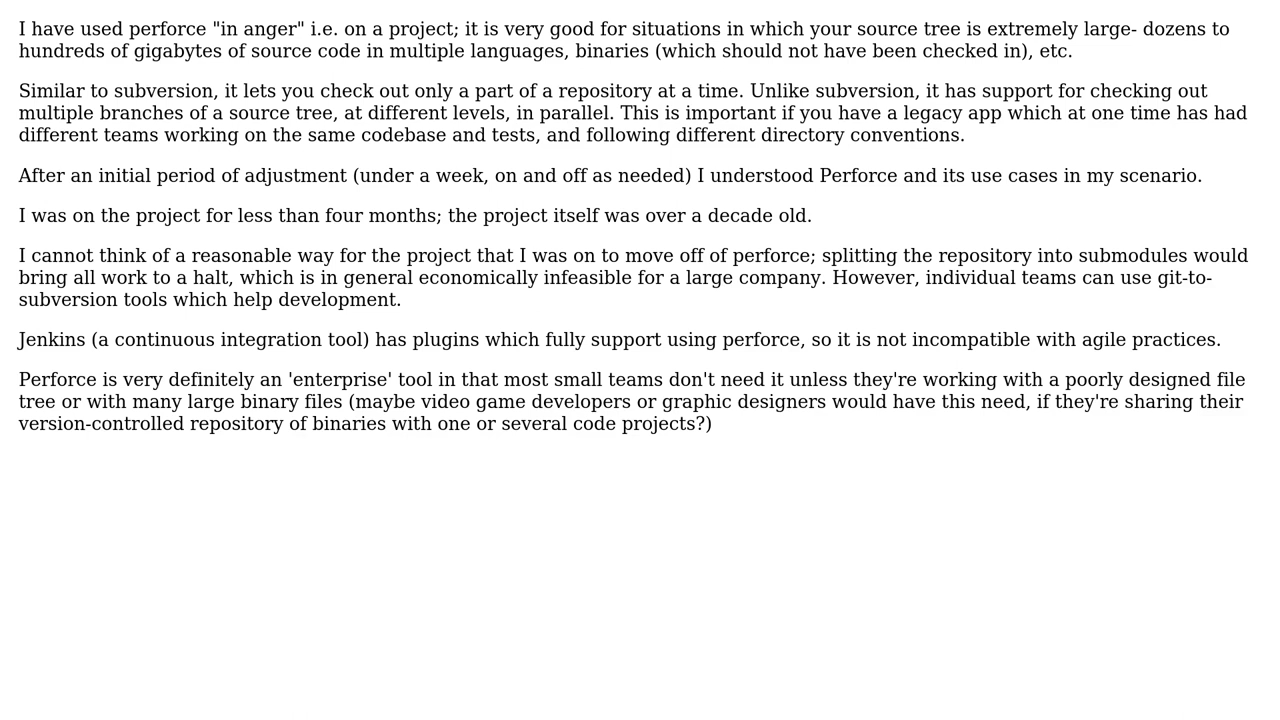 I have used perforce "in anger" i.e. on a project; it is very good for situations in which your source tree is extremely large- dozens to
hundreds of gigabytes of source code in multiple languages, binaries (which should not have been checked in), etc.
Similar to subversion, it lets you check out only a part of a repository at a time. Unlike subversion, it has support for checking out
multiple branches of a source tree, at different levels, in parallel. This is important if you have a legacy app which at one time has had
different teams working on the same codebase and tests, and following different directory conventions.
After an initial period of adjustment (under a week, on and off as needed) I understood Perforce and its use cases in my scenario.
I was on the project for less than four months; the project itself was over a decade old.
I cannot think of a reasonable way for the project that I was on to move off of perforce; splitting the repository into submodules would
bring all work to a halt, which is in general economically infeasible for a large company. However, individual teams can use git-to-
subversion tools which help development.
Jenkins (a continuous integration tool) has plugins which fully support using perforce, so it is not incompatible with agile practices.
Perforce is very definitely an 'enterprise' tool in that most small teams don't need it unless they're working with a poorly designed file
tree or with many large binary files (maybe video game developers or graphic designers would have this need, if they're sharing their
version-controlled repository of binaries with one or several code projects?)